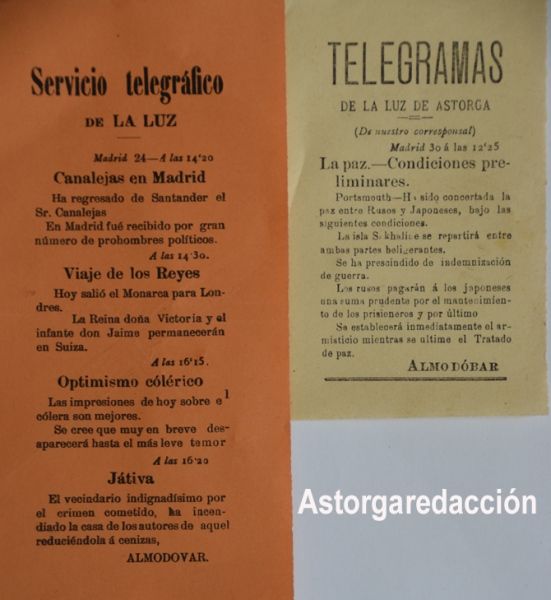 Servicio telegráfico
DE LA LUZ
Madrid 24—A las 14'20
Canalejas en Madrid
Ha regresado de Santander el
Sr. Canalejas
En Madrid fué recibido por gran
número de prohombres políticos.
A las 14'30.
Viaje de los Reyes
Hoy salió el Monarca para Lon-
dres.
La Reina doña Victoria y el
infante don Jaime permanecerán
en Suiza.
A las 16'15.
Optimismo cólérico
Las impresiones de hoy sobre el
cólera son mejores.
Se cree que muy en breve des-
aparecerá hasta el más leve temor
A las 16'20
Játiva
El vecindario indignadísimo por
el crimen cometido, ha incen-
diado la casa de los autores de aquel
reduciéndola á cenizas,
ALMODOVAR.
TELEGRAMAS
DE LA LUZ DE ASTORGA
(De nuestro corresponsal)
Madrid 30 á las 12'25
La paz.—Condiciones pre-
liminares.
Portsmouth—Ha sido concertada la
paz entre Rusos y Japoneses, bajo las
siguientes condiciones.
La isla Sakhaline se repartirá entre
ambas partes beligerantes.
Se ha prescindido de indemnización
de guerra.
Los rusos pagarán á los japoneses
una suma prudente por el mantenimien-
to de los prisioneros y por último
Se establecerá inmediatamente el ar-
misticio mientras se ultime el Tratado
de paz.
ALMODÓBAR
Astorgaredacción